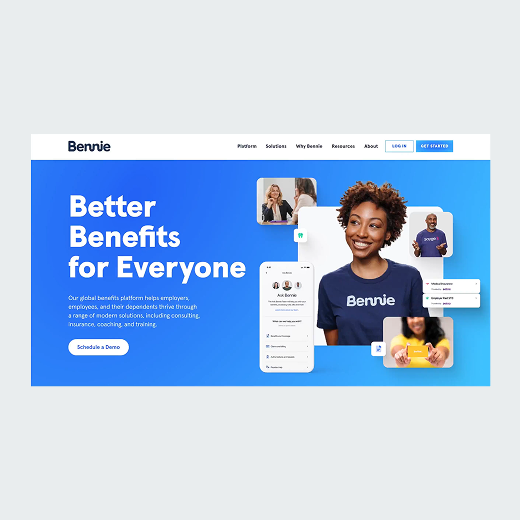 Bennie
Platform Solutions Why Bennie Resources About LOG IN GET STARTED
Better
Benefits
for Everyone
Our global benefits platform helps employers,
employees, and their dependents thrive through
a range of modern solutions, including consulting,
insurance, coaching, and training.
Schedule a Demo
Ask Bennie
Bennie